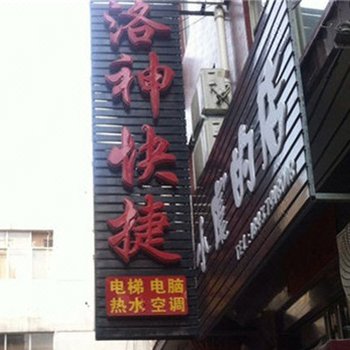 洛神快捷
电梯 电脑
热水 空调
小鹿的店